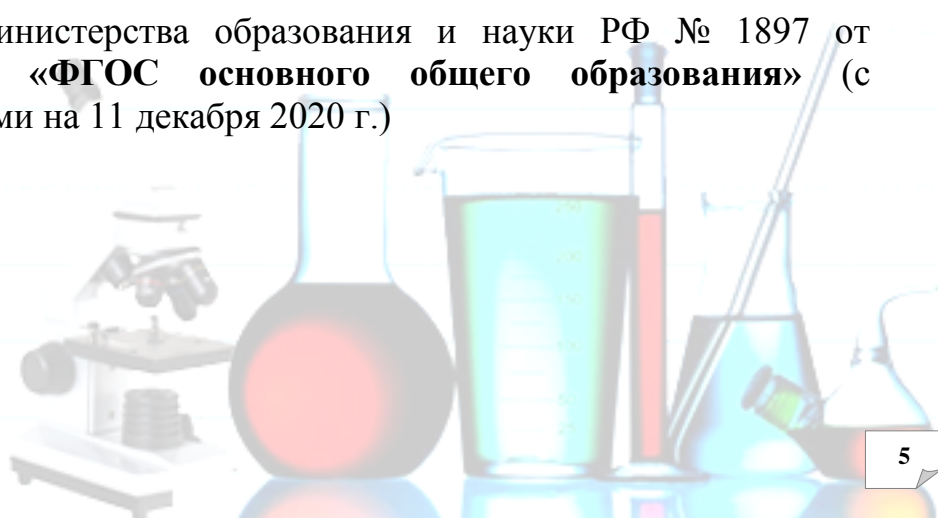 инистерства образования и науки РФ № 1897 от
«ФГОС основного общего образования» (с
ми на 11 декабря 2020 г.)
5